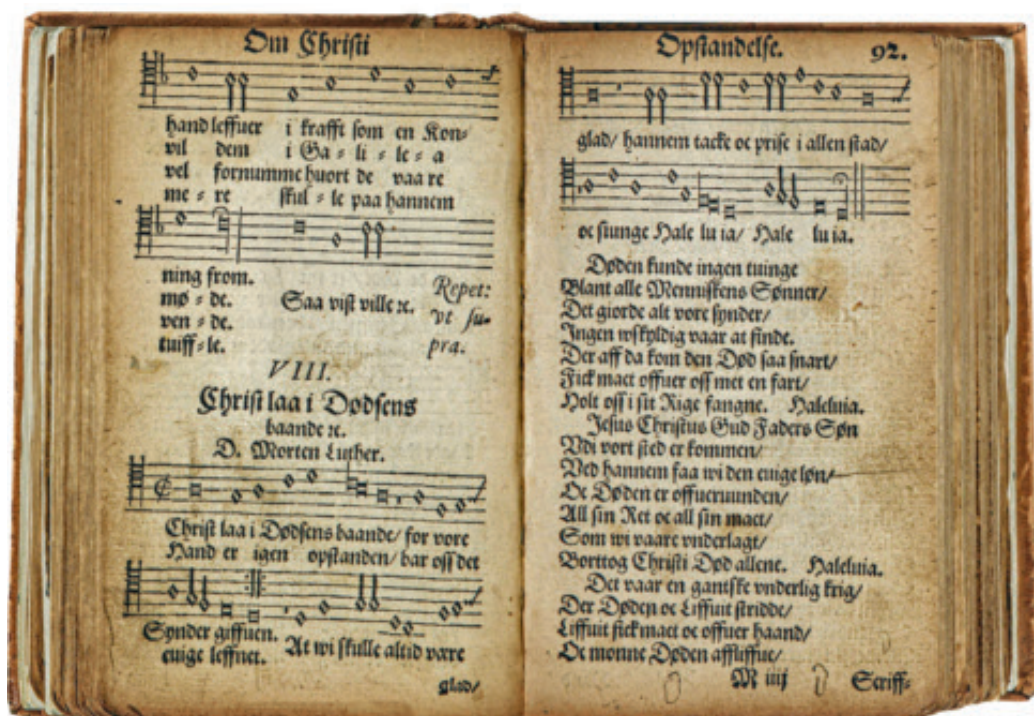 Om Christi
hand leffuer i krafft som en Kon⸗
vil dem i Ga ⸗ li ⸗ le ⸗ a
vel fornumme huort de vaa re
me ⸗ re skul ⸗ le paa hannem
ning from.
mø ⸗ de.
ven ⸗ de.
tuiff ⸗ le.
Saa vist ville ꝛc.
Repet:
vt su-
pra.
VIII.
Christ laa i Dødsens
baande ꝛc.
D. Morten Luther.
Christ laa i Dødsens baande/ for vore
Hand er igen opstanden/ bar oss det
Synder giffuen. At wi skulle altid være
euige leffnet.
glad/
Opstandelse. 92.
glad/ hannem tacke oc prise i allen stad/
oc siunge Hale lu ia/ Hale lu ia.
Døden kunde ingen tuinge
Blant alle Menniskens Sønner/
Det giorde alt vore synder/
Ingen wskyldig vaar at finde.
Der aff da kom den Død saa snart/
Fick mact offuer oss met en fart/
Holt oss i sit Rige fangne. Haleluia.
Jesus Christus Gud Faders Søn
Vdi vort sted er kommen/
Ved hannem faa wi den euige løn/
Oc Døden er offueruunden/
All sin Ret oc all sin mact/
Som wi vaare vnderlagt/
Borttog Christi Død allene. Haleluia.
Det vaar en gantske vnderlig krig/
Der Døden oc Liffuit stridde/
Liffuit fick mact oc offuer haand/
Oc monne Døden affliffue/
M iiij Scriff⸗